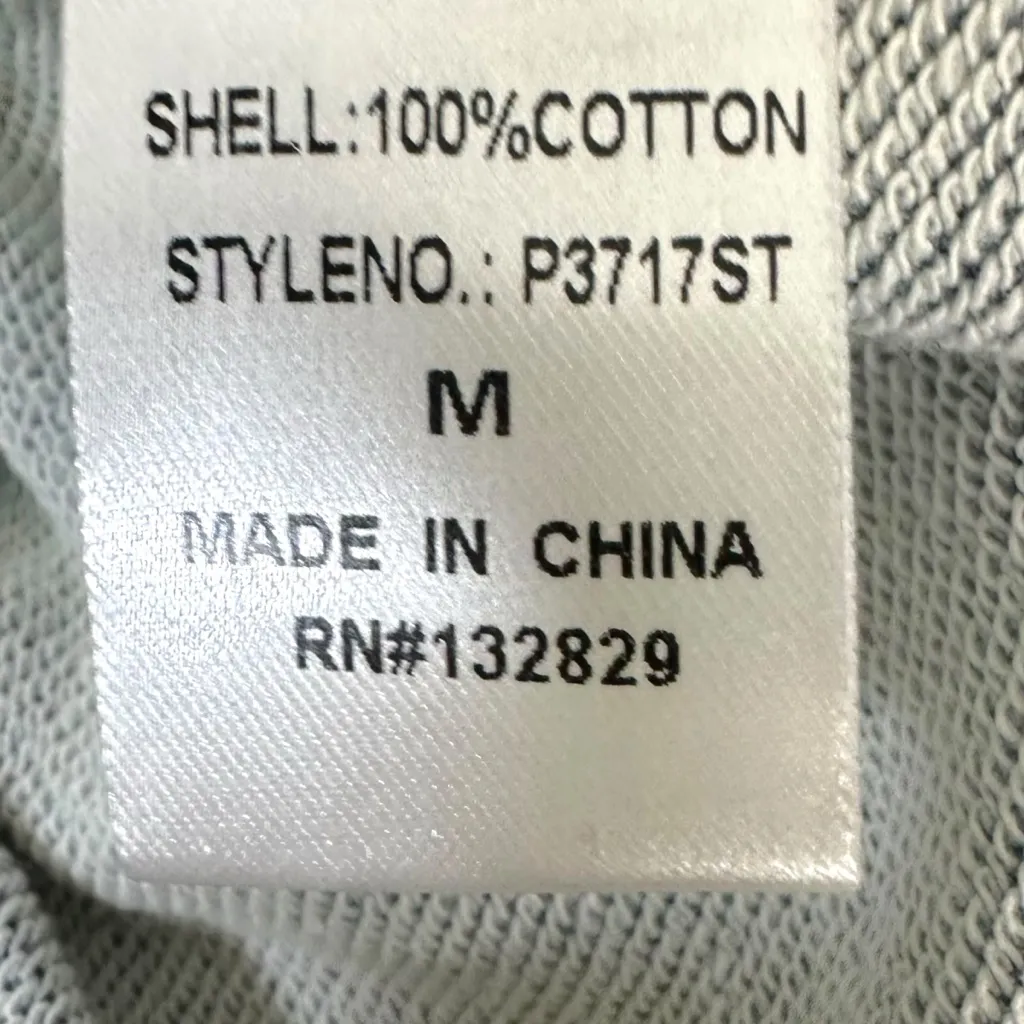 SHELL:100%COTTON
STYLENO.: P3717ST
M
MADE IN CHINA
RN#132829